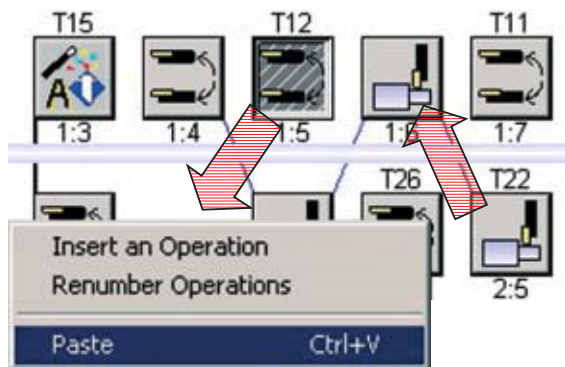 T15 T12 T11
A
1:3 1:4 1:5 1:6 1:7
T26 T22
2:5
Insert an Operation
Renumber Operations
Paste Ctrl+V